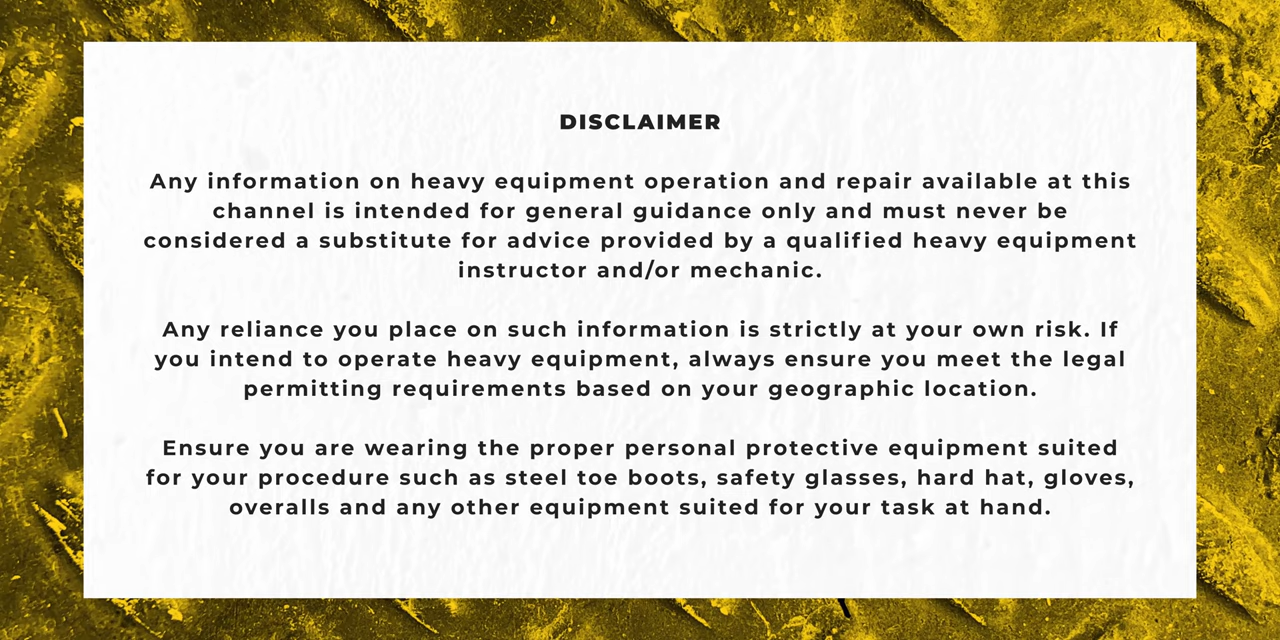 DISCLAIMER
Any information on heavy equipment operation and repair available at this
channel is intended for general guidance only and must never be
considered a substitute for advice provided by a qualified heavy equipment
instructor and/or mechanic.
Any reliance you place on such information is strictly at your own risk. If
you intend to operate heavy equipment, always ensure you meet the legal
permitting requirements based on your geographic location.
Ensure you are wearing the proper personal protective equipment suited
for your procedure such as steel toe boots, safety glasses, hard hat, gloves,
overalls and any other equipment suited for your task at hand.